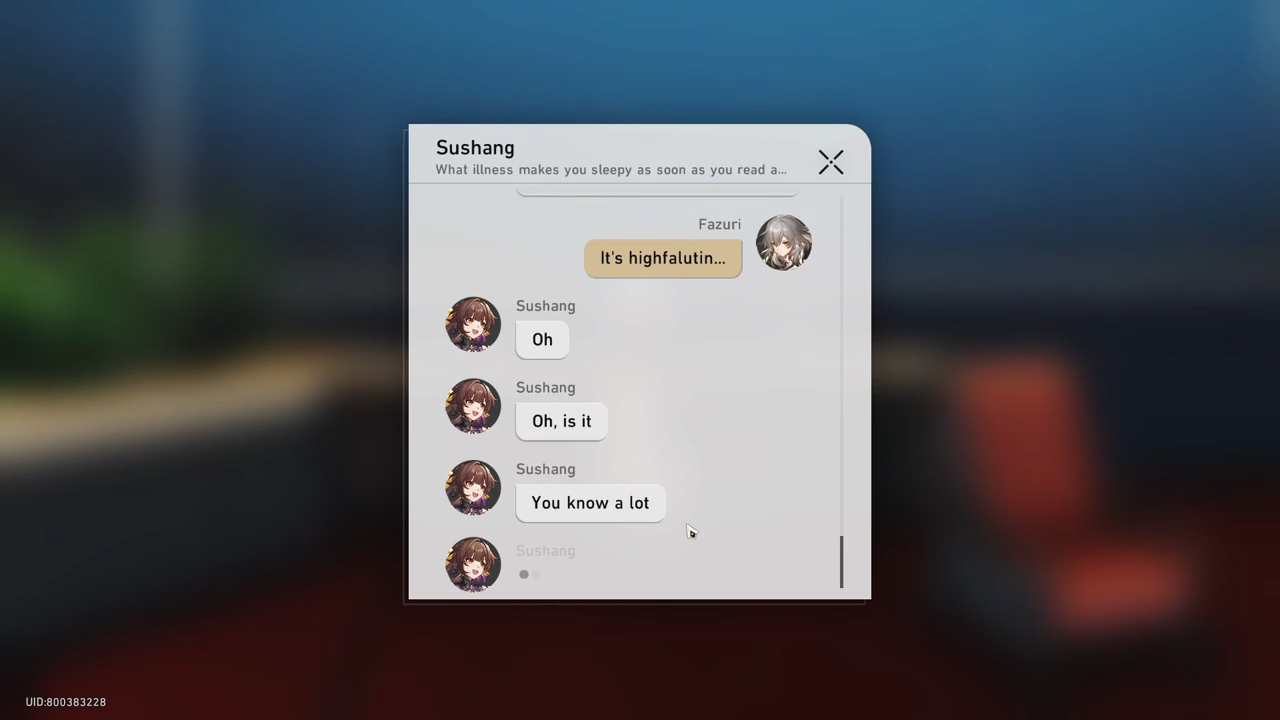 Sushang
What illness makes you sleepy as soon as you read a...
Fazuri
It's highfalutin...
Sushang
Oh
Sushang
Oh, is it
Sushang
You know a lot
Sushang
UID:800383228